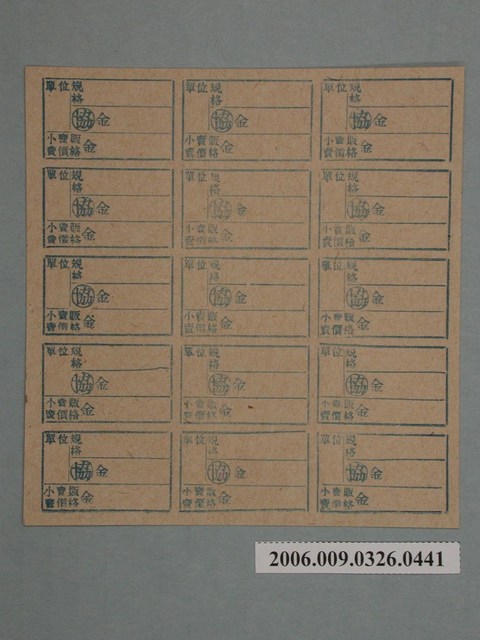 單位規
格
協金
小賣販
賣價格 金
單位規
格
協金
小賣販
賣價格 金
單位規
格
協金
小賣販
賣價格 金
單位規
格
協金
小賣販
賣價格 金
單位規
格
協金
小賣販
賣價格 金
單位規
格
協金
小賣販
賣價格 金
單位規
格
協金
小賣販
賣價格 金
單位規
格
協金
小賣販
賣價格 金
單位規
格
協金
小賣販
賣價格 金
單位規
格
協金
小賣販
賣價格 金
單位規
格
協金
小賣販
賣價格 金
單位規
格
協金
小賣販
賣價格 金
單位規
格
協金
小賣販
賣價格 金
單位規
格
協金
小賣販
賣價格 金
單位規
格
協金
小賣販
賣價格 金
2006.009.0326.0441